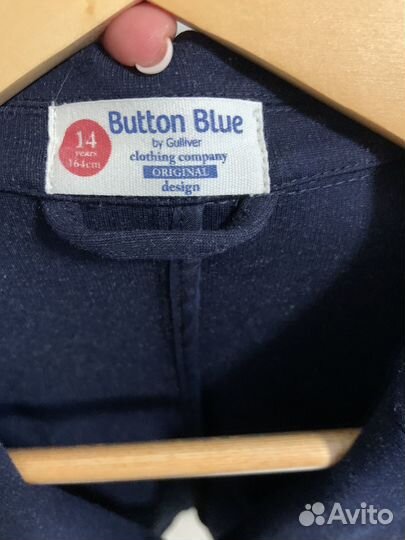 14
years
164cm
Button Blue
by Gulliver
clothing company
ORIGINAL
design
Avito